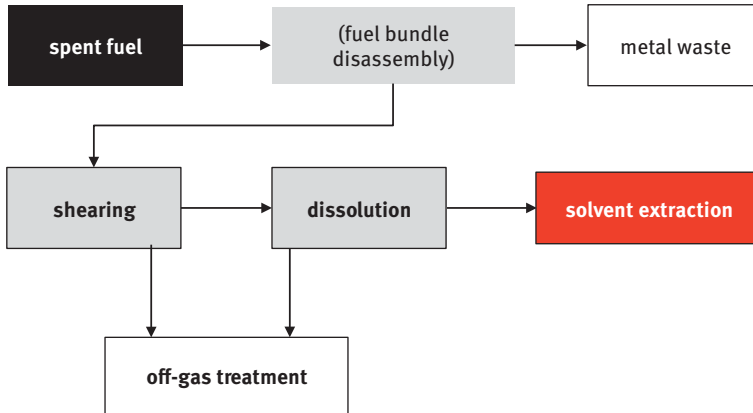 spent fuel
(fuel bundle
disassembly)
metal waste
shearing
dissolution
solvent extraction
off-gas treatment